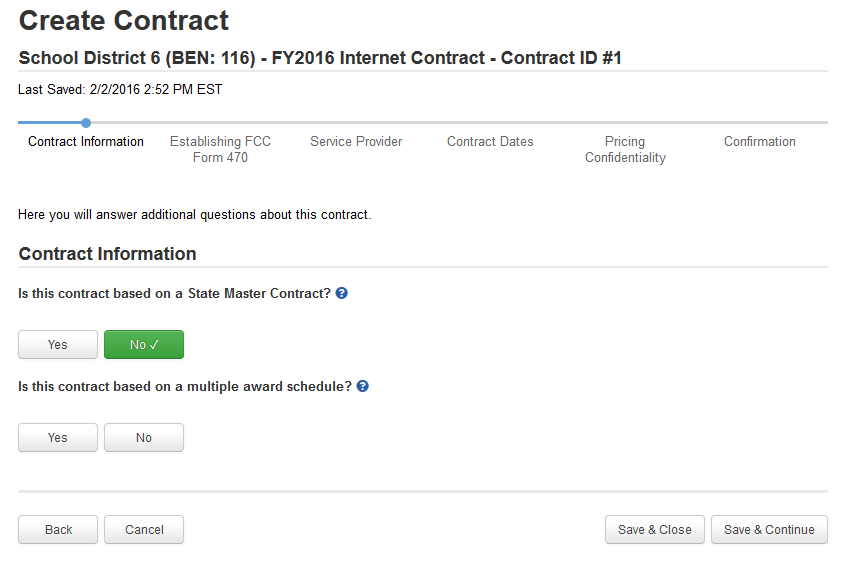 Create Contract
School District 6 (BEN: 116) - FY2016 Internet Contract - Contract ID #1
Last Saved: 2/2/2016 2:52 PM EST
Contract Information
Establishing FCC
Form 470
Service Provider
Contract Dates
Pricing
Confidentiality
Confirmation
Here you will answer additional questions about this contract.
Contract Information
Is this contract based on a State Master Contract? ?
Yes No ✓
Is this contract based on a multiple award schedule? ?
Yes No
Back Cancel Save & Close Save & Continue